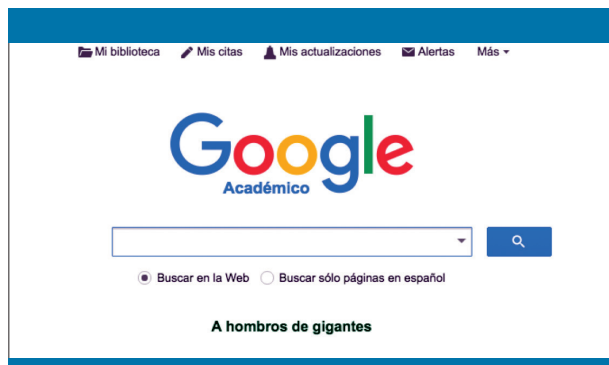 Mi biblioteca Mis citas Mis actualizaciones Alertas Más
Google
Académico
Buscar en la Web Buscar sólo páginas en español
A hombros de gigantes